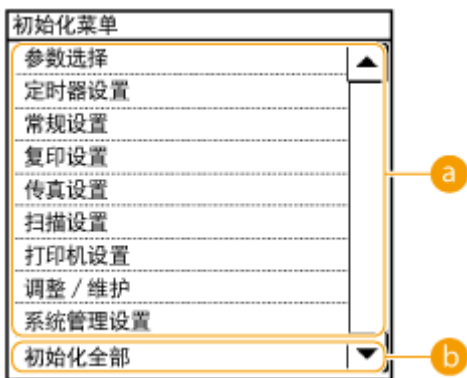 初始化菜单
参数选择
定时器设置
常规设置
复印设置
传真设置
扫描设置
打印机设置
调整／维护
系统管理设置
初始化全部
a
b